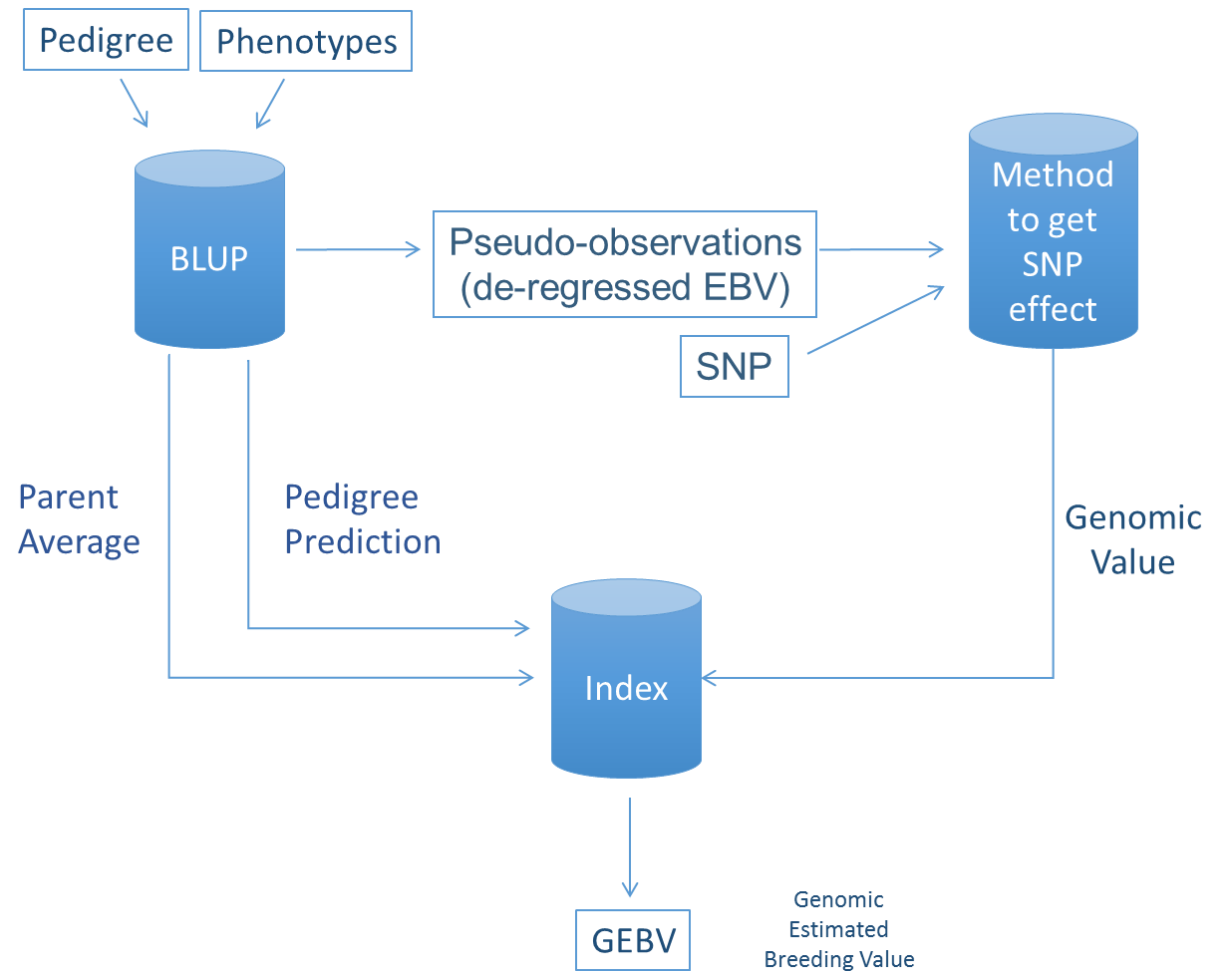 Pedigree
Phenotypes
BLUP
Pseudo-observations
(de-regressed EBV)
SNP
Method
to get
SNP
effect
Parent
Average
Pedigree
Prediction
Genomic
Value
Index
GEBV
Genomic
Estimated
Breeding Value